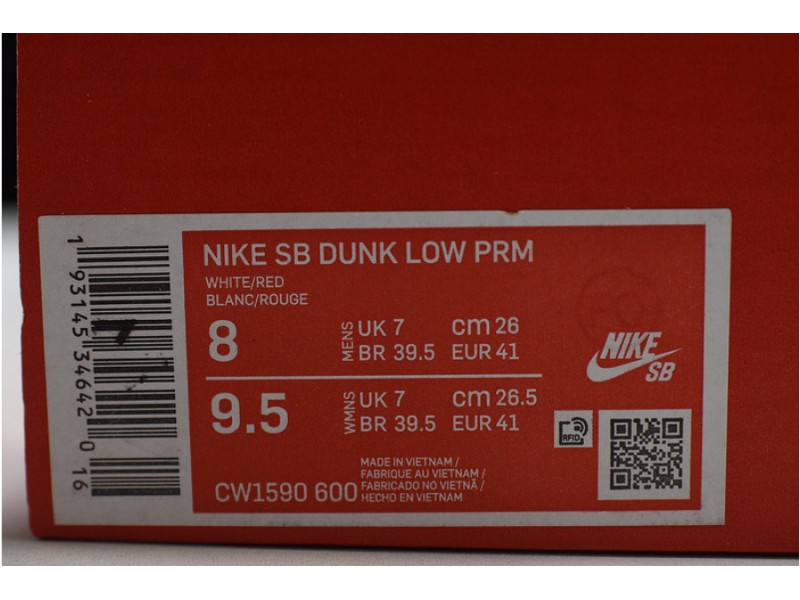 NIKE SB DUNK LOW PRM
WHITE/RED
BLANC/ROUGE
8
MENS
UK 7 cm 26
BR 39.5 EUR 41
9.5
WMNS
UK 7 cm 26.5
BR 39.5 EUR 41
CW1590 600
MADE IN VIETNAM /
FABRIQUE AU VIETNAM /
FABRICADO NO VIETNÃ /
HECHO EN VIETNAM
NIKE
SB
RFID
1 93145 34642 0 16